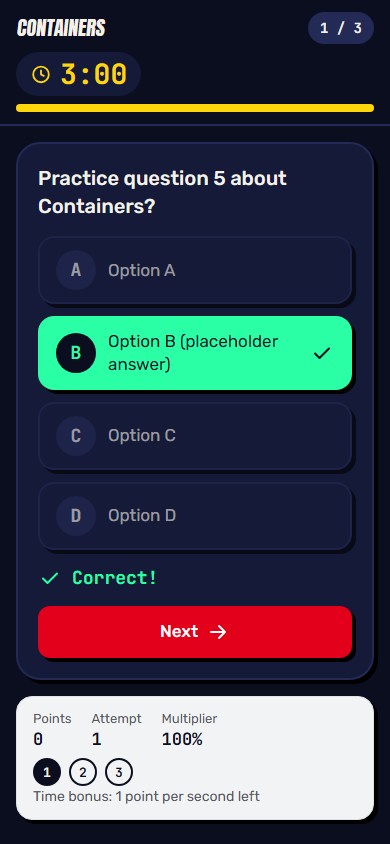 CONTAINERS
1 / 3
3:00
Practice question 5 about
Containers?
A
Option A
B
Option B (placeholder
answer)
C
Option C
D
Option D
Correct!
Next
Points
Attempt
Multiplier
0
1
100%
1
2
3
Time bonus: 1 point per second left